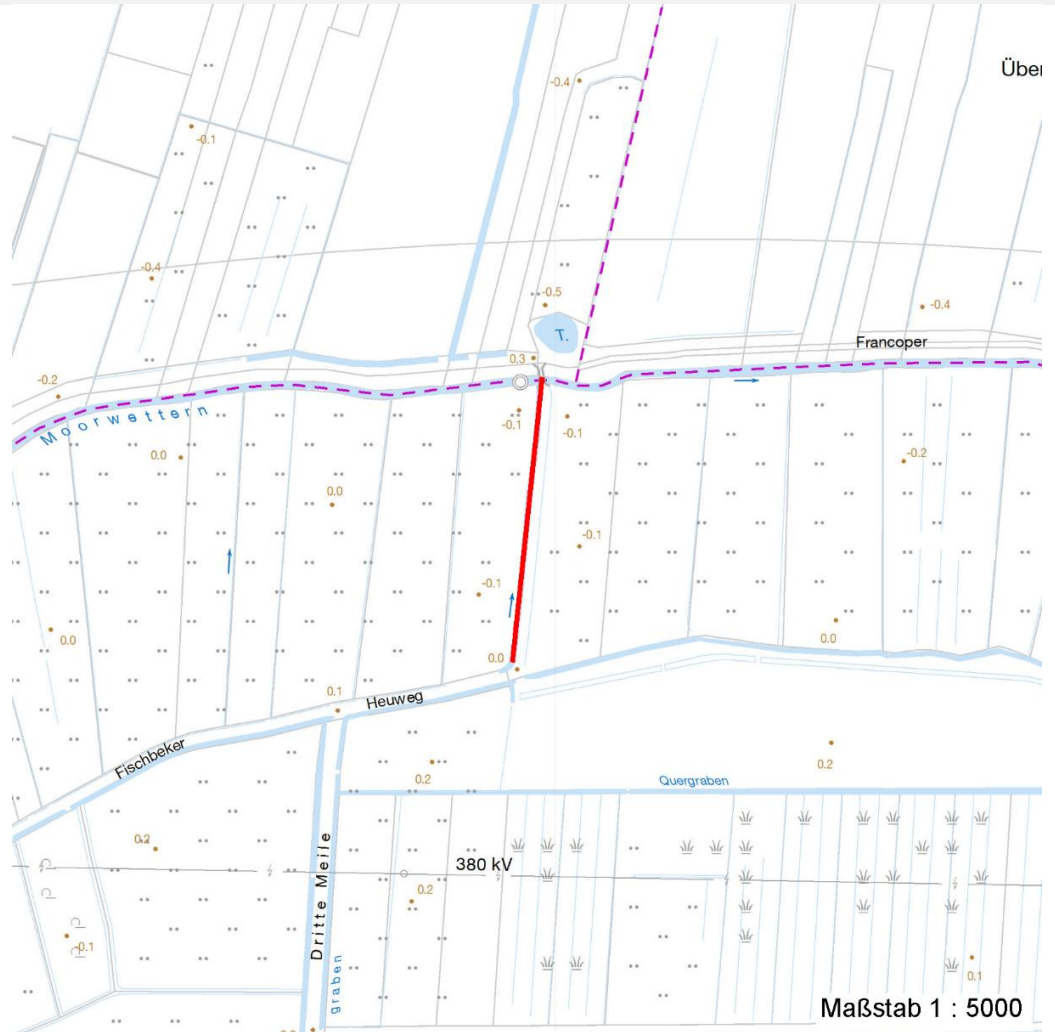 Über
-0.4
-0.1
-0.4
-0.5
-0.4
T.
Francoper
0.3
-0.2
Moorwettern
-0.1
-0.1
0.0
-0.2
0.0
-0.1
-0.1
0.0
0.0
0.0
0.1
Heuweg
Fischbeker
0.2
0.2
Quergraben
0.2
380 kV
0.2
Dritte Meile
graben
-0.1
0.1
Maßstab 1 : 5000